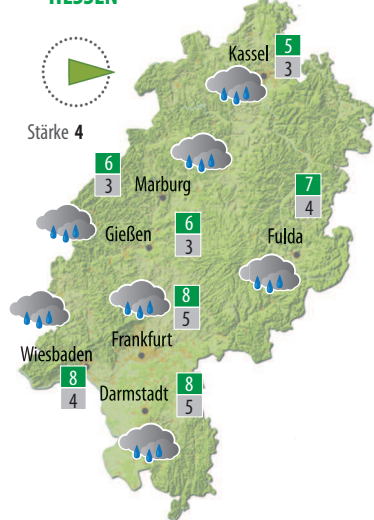 HESSEN
Kassel
5
3
Stärke 4
6
3
Marburg
7
4
Gießen
6
3
Fulda
8
5
Frankfurt
Wiesbaden
8
4
Darmstadt
8
5